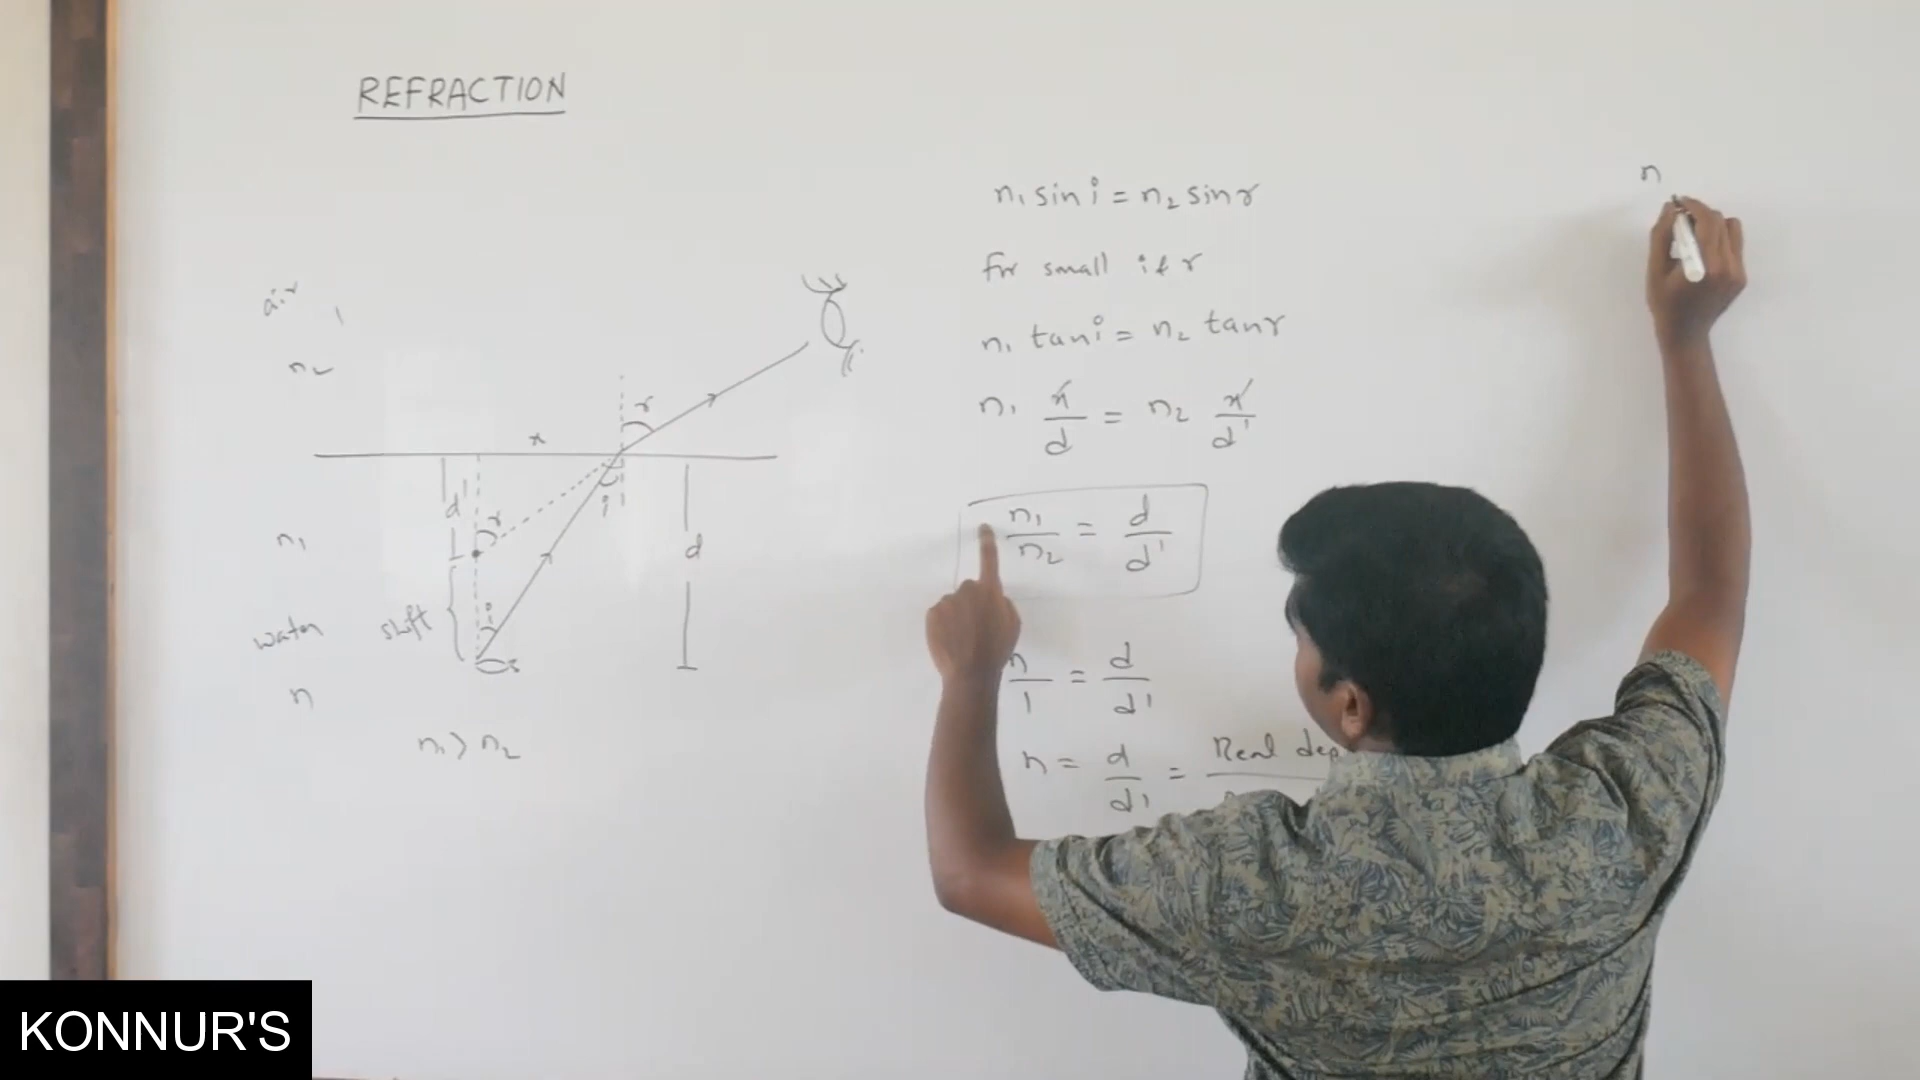 REFRACTION
air
1
n₂
r
x
d'
r
i
n₁
d
shift
i
water
n
n₁ > n₂
n₁ sin i = n₂ sin r
for small i & r
n₁ tan i = n₂ tan r
n₁ x/d = n₂ x/d'
n₁/n₂ = d/d'
n/1 = d/d'
n = d/d' = Real
n
KONNUR'S